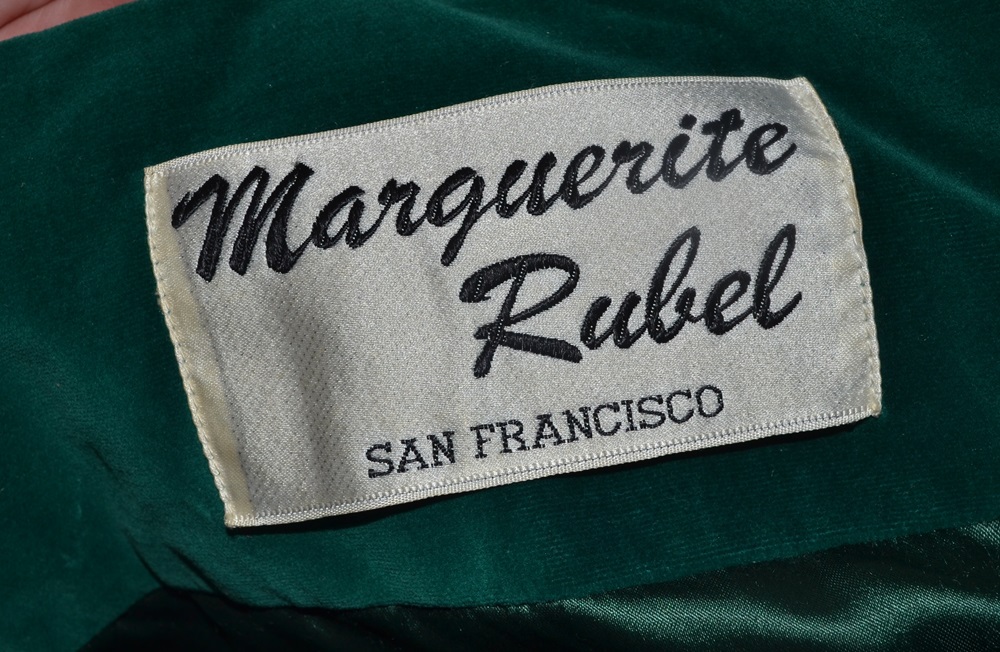 Marguerite
Rubel
SAN FRANCISCO